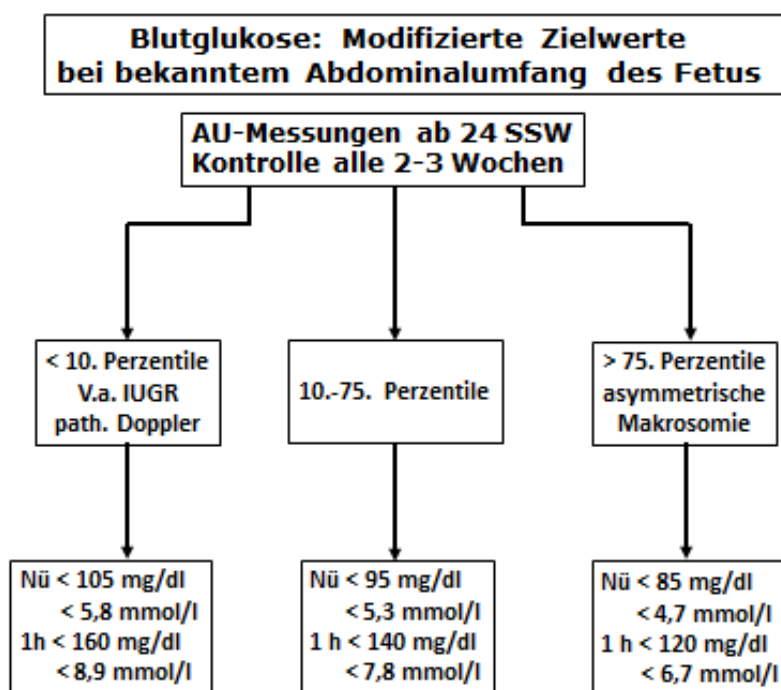 Blutglukose: Modifizierte Zielwerte
bei bekanntem Abdominalumfang des Fetus
AU-Messungen ab 24 SSW
Kontrolle alle 2-3 Wochen
< 10. Perzentile
V.a. IUGR
path. Doppler
10.-75. Perzentile
> 75. Perzentile
asymmetrische
Makrosomie
Nü < 105 mg/dl
< 5,8 mmol/l
1h < 160 mg/dl
< 8,9 mmol/l
Nü < 95 mg/dl
< 5,3 mmol/l
1 h < 140 mg/dl
< 7,8 mmol/l
Nü < 85 mg/dl
< 4,7 mmol/l
1 h < 120 mg/dl
< 6,7 mmol/l